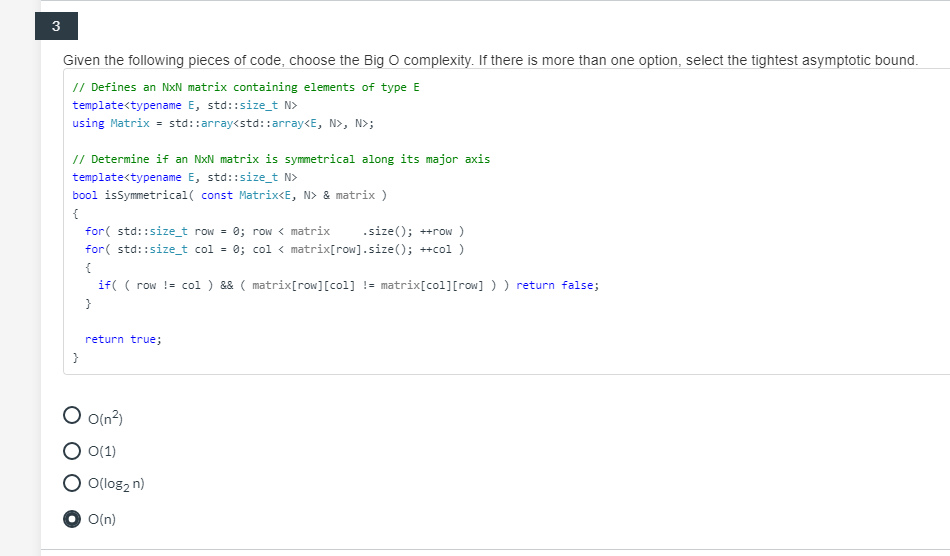 3
Given the following pieces of code, choose the Big O complexity. If there is more than one option, select the tightest asymptotic bound.
// Defines an NxN matrix containing elements of type E
template<typename E, std::size_t N>
using Matrix = std::array<std::array<E, N>, N>;
// Determine if an NxN matrix is symmetrical along its major axis
template<typename E, std::size_t N>
bool isSymmetrical( const Matrix<E, N> & matrix )
{
for( std::size_t row = 0; row < matrix     .size(); ++row )
for( std::size_t col = 0; col < matrix[row].size(); ++col )
{
if( ( row != col ) && ( matrix[row][col] != matrix[col][row] ) ) return false;
}
return true;
}
O(n²)
O(1)
O(log₂ n)
O(n)